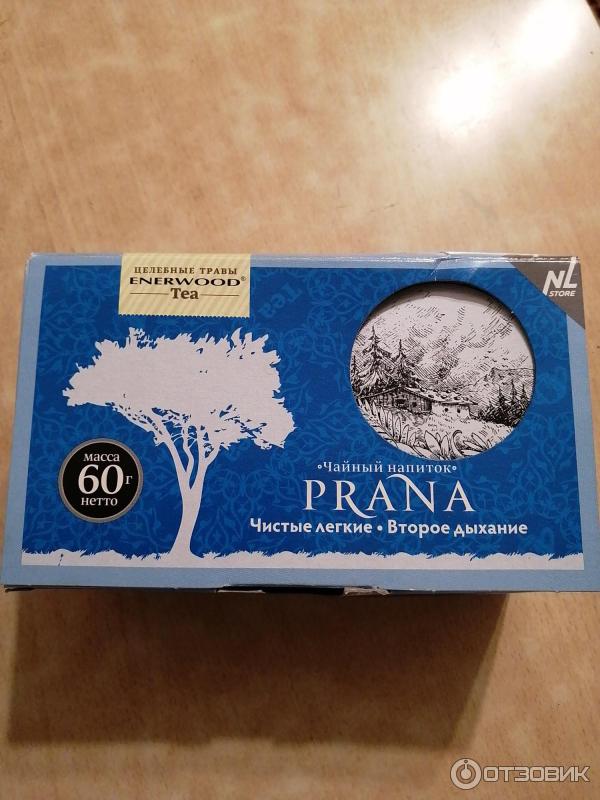 ЦЕЛЕБНЫЕ ТРАВЫ
ENERWOOD®
Tea
NL
STORE
масса
60г
нетто
•Чайный напиток•
PRANA
Чистые легкие • Второе дыхание
ОТЗОВИК